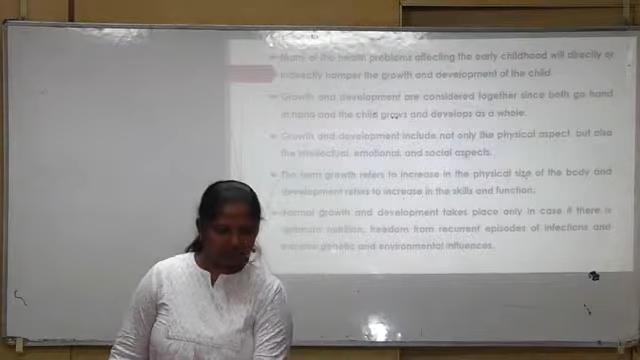 Many of the health problems affecting the early childhood will directly or
indirectly hamper the growth and development of the child
Growth and development are considered together since both go hand
in hand and the child grows and develops as a whole.
Growth and development include not only the physical aspect, but also
the intellectual, emotional, and social aspects.
The term growth refers to increase in the physical size of the body and
development refers to increase in the skills and function.
Normal growth and development takes place only in case if there is
optimum nutrition, freedom from recurrent episodes of infections and
genetic and environmental influences.